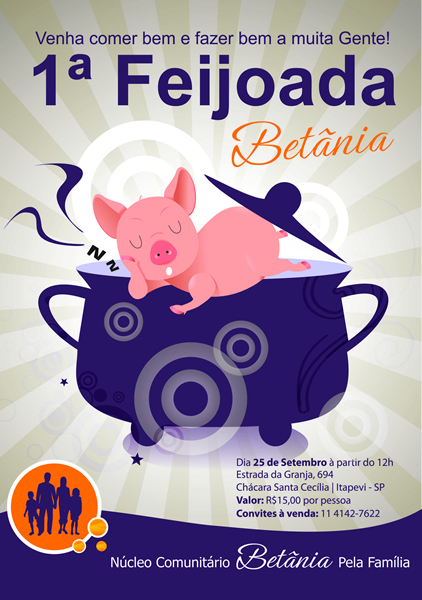 Venha comer bem e fazer bem a muita Gente!
1ª Feijoada
Betânia
N
N
Dia 25 de Setembro à partir do 12h
Estrada da Granja, 694
Chácara Santa Cecília | Itapevi - SP
Valor: R$15,00 por pessoa
Convites à venda: 11 4142-7622
Núcleo Comunitário Betânia Pela Família